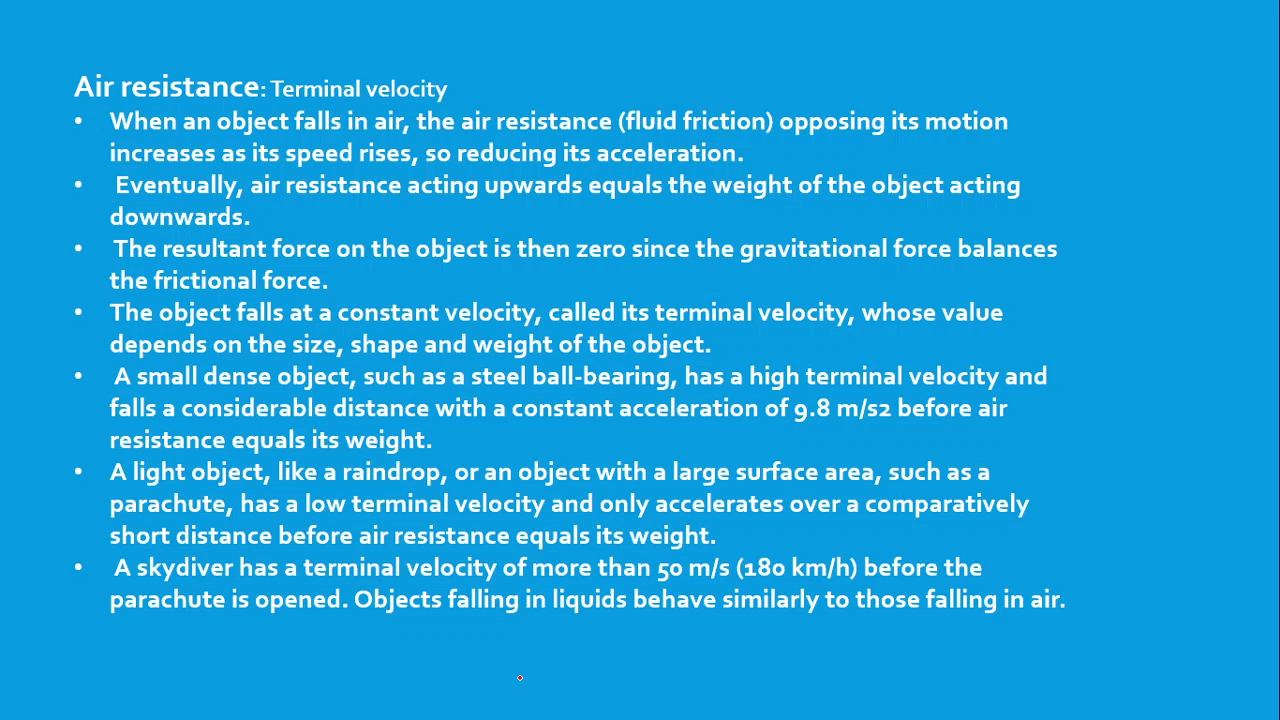 Air resistance: Terminal velocity
• When an object falls in air, the air resistance (fluid friction) opposing its motion
increases as its speed rises, so reducing its acceleration.
• Eventually, air resistance acting upwards equals the weight of the object acting
downwards.
• The resultant force on the object is then zero since the gravitational force balances
the frictional force.
• The object falls at a constant velocity, called its terminal velocity, whose value
depends on the size, shape and weight of the object.
• A small dense object, such as a steel ball-bearing, has a high terminal velocity and
falls a considerable distance with a constant acceleration of 9.8 m/s2 before air
resistance equals its weight.
• A light object, like a raindrop, or an object with a large surface area, such as a
parachute, has a low terminal velocity and only accelerates over a comparatively
short distance before air resistance equals its weight.
• A skydiver has a terminal velocity of more than 50 m/s (180 km/h) before the
parachute is opened. Objects falling in liquids behave similarly to those falling in air.